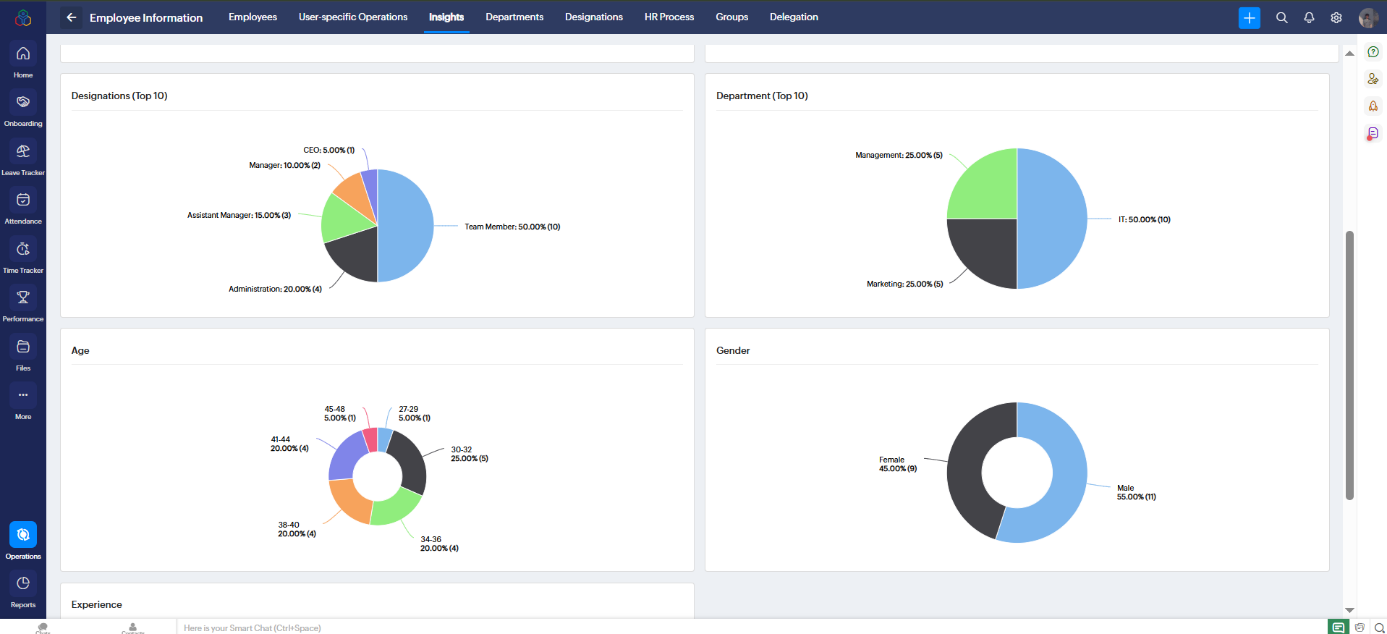 Employee Information
Employees
User-specific Operations
Insights
Departments
Designations
HR Process
Groups
Delegation
Home
Onboarding
Leave Tracker
Attendance
Time Tracker
Performance
Files
More
Operations
Reports
Designations (Top 10)
CEO: 5.00% (1)
Manager: 10.00% (2)
Assistant Manager: 15.00% (3)
Team Member: 50.00% (10)
Administration: 20.00% (4)
Department (Top 10)
Management: 25.00% (5)
IT: 50.00% (10)
Marketing: 25.00% (5)
Age
45-48
5.00% (1)
27-29
5.00% (1)
41-44
20.00% (4)
30-32
25.00% (5)
38-40
20.00% (4)
34-36
20.00% (4)
Gender
Female
45.00% (9)
Male
55.00% (11)
Experience
Chats
Contacts
Here is your Smart Chat (Ctrl+Space)